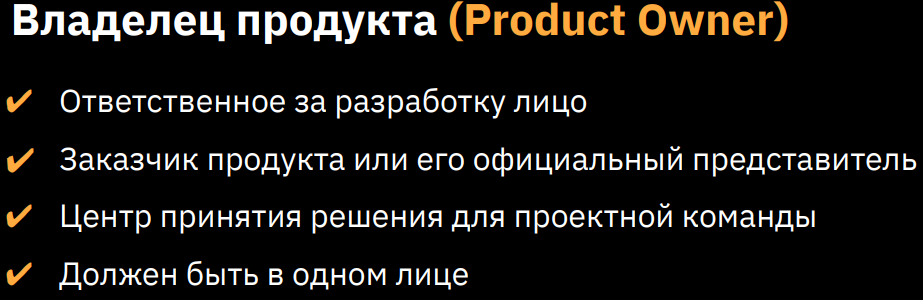 Владелец продукта (Product Owner)
✔ Ответственное за разработку лицо
✔ Заказчик продукта или его официальный представитель
✔ Центр принятия решения для проектной команды
✔ Должен быть в одном лице